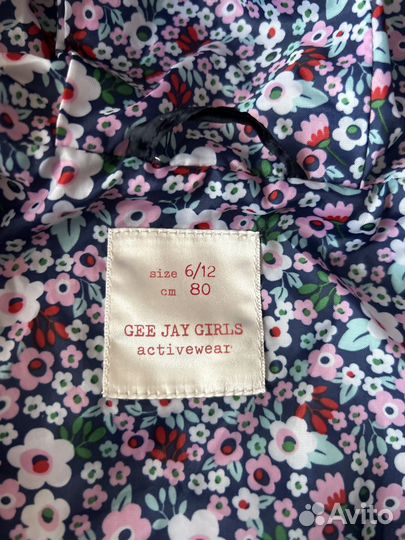 size 6/12
cm 80
GEE JAY GIRLS
activewear
Avito